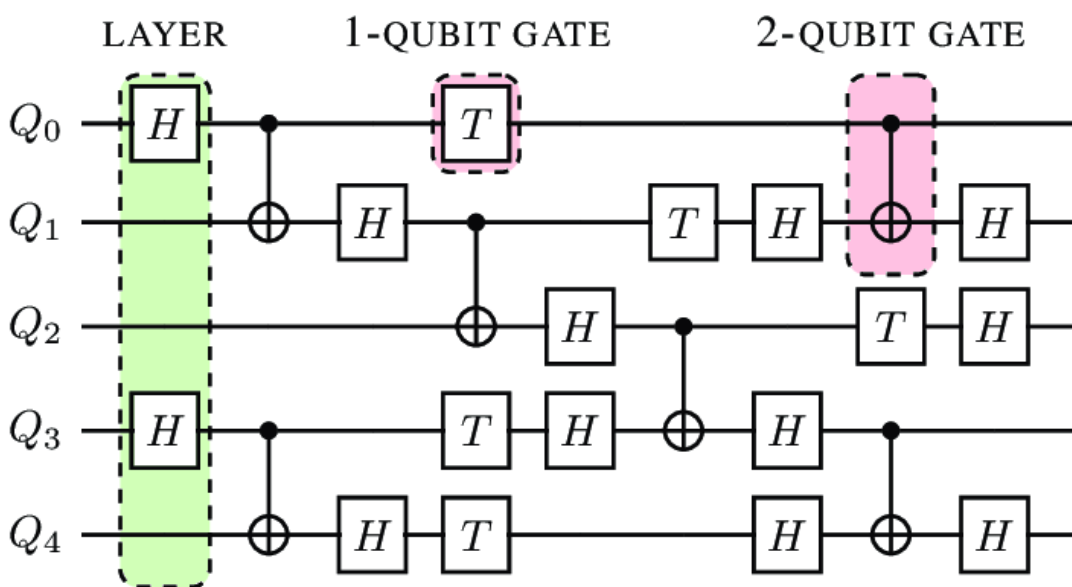 LAYER 1-QUBIT GATE 2-QUBIT GATE
Q0 H T
Q1 H T H H
Q2 H T H
Q3 H T H H
Q4 H T H H